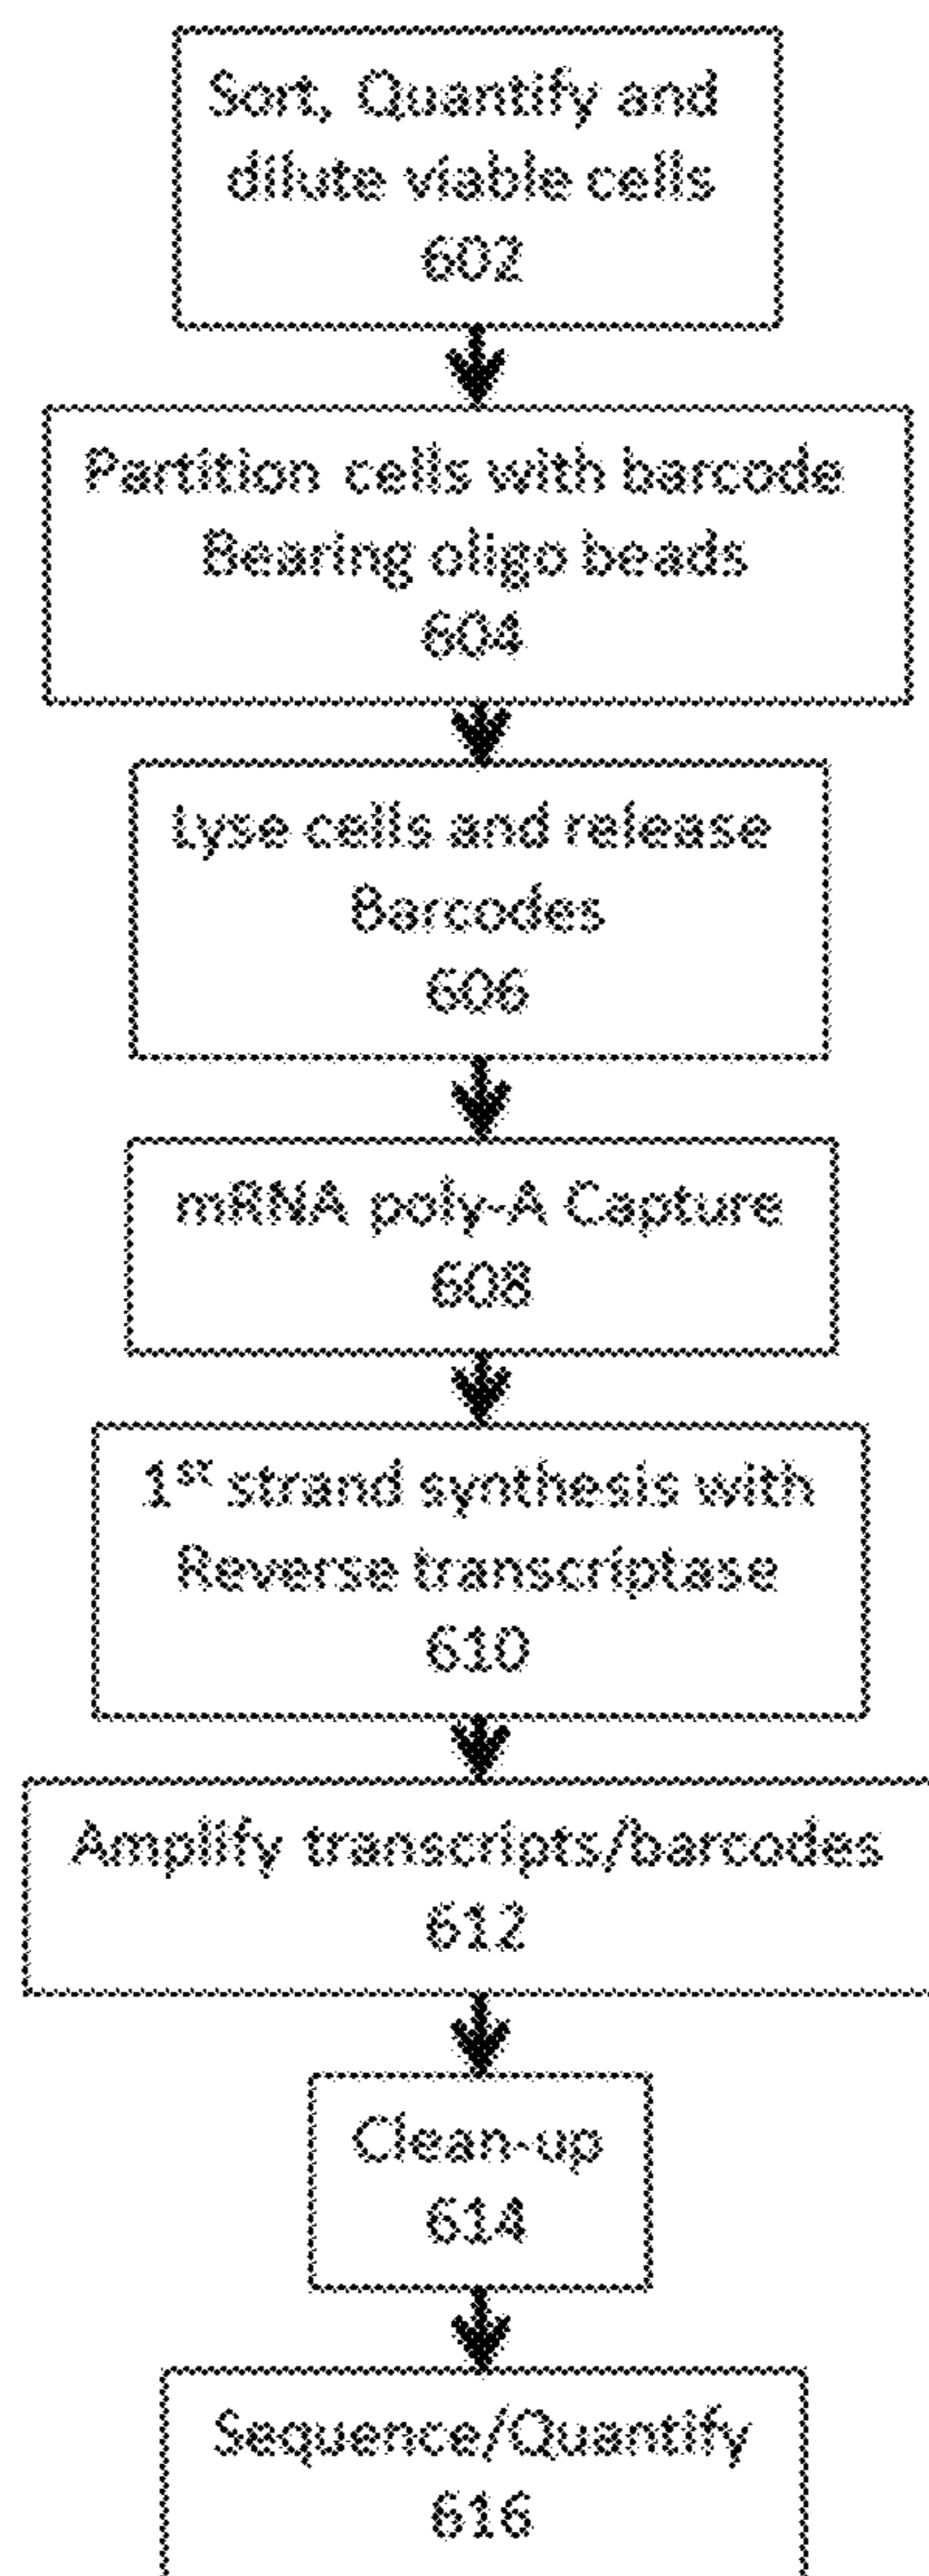 Sort, Quantify and
dilute viable cells
602
Partition cells with barcode
Bearing oligo beads
604
Lyse cells and release
Barcodes
606
mRNA poly-A Capture
608
1st strand synthesis with
Reverse transcriptase
610
Amplify transcripts/barcodes
612
Clean-up
614
Sequence/Quantify
616